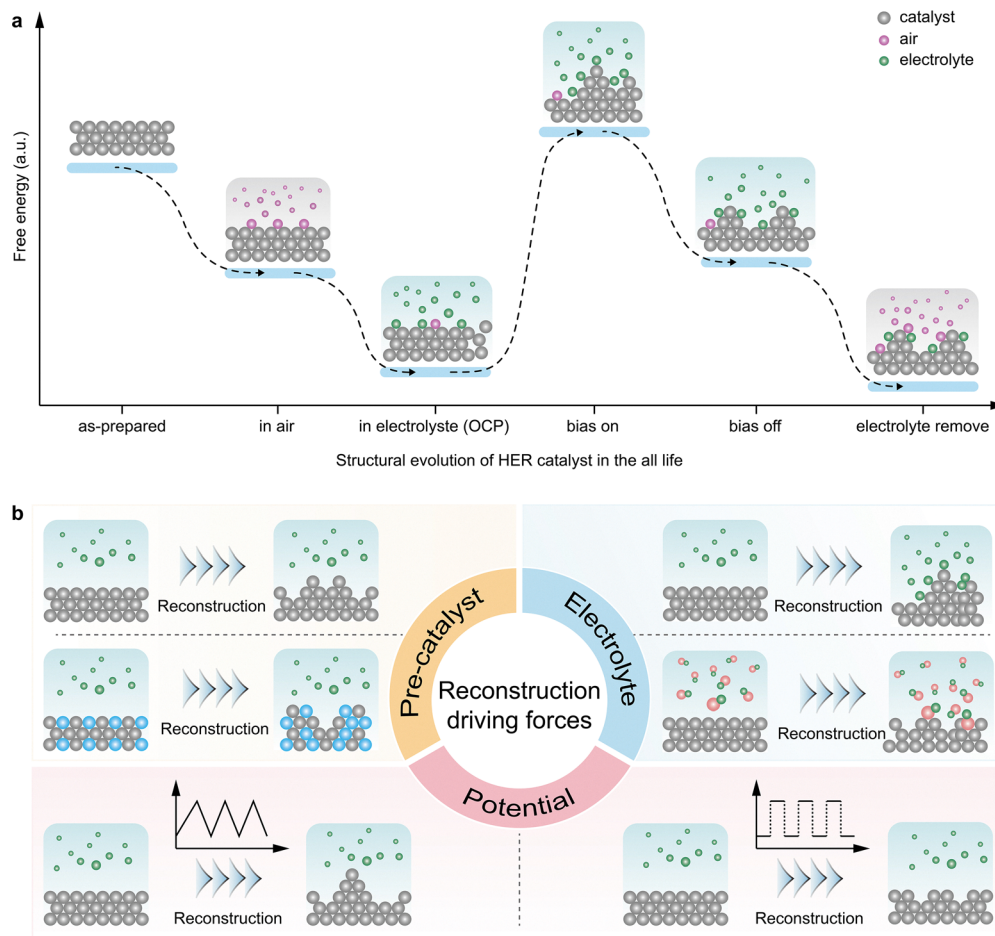 a
catalyst
air
electrolyte
Free energy (a.u.)
as-prepared
in air
in electrolyste (OCP)
bias on
bias off
electrolyte remove
Structural evolution of HER catalyst in the all life
b
Reconstruction
Reconstruction
Reconstruction
Reconstruction
Pre-catalyst
Electrolyte
Reconstruction
driving forces
Potential
Reconstruction
Reconstruction